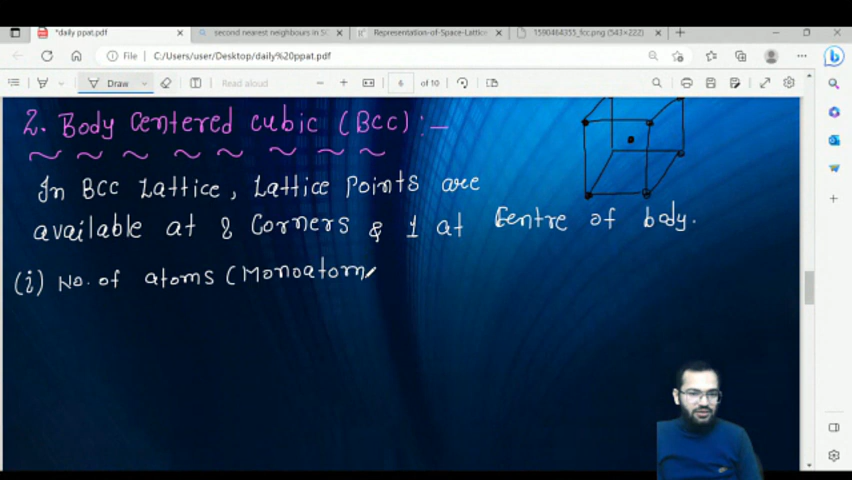 *daily ppat.pdf
second nearest neighbours in S
Representation-of-Space-Lattice
1590464355_fcc.png (543×222)
File
C:/Users/user/Desktop/daily%20ppat.pdf
Draw
Read aloud
6
of 10
2. Body Centered cubic (BCC) :-
In BCC Lattice, Lattice Points are
available at 8 Corners & 1 at Centre of body.
(i) No. of atoms (Monoatom